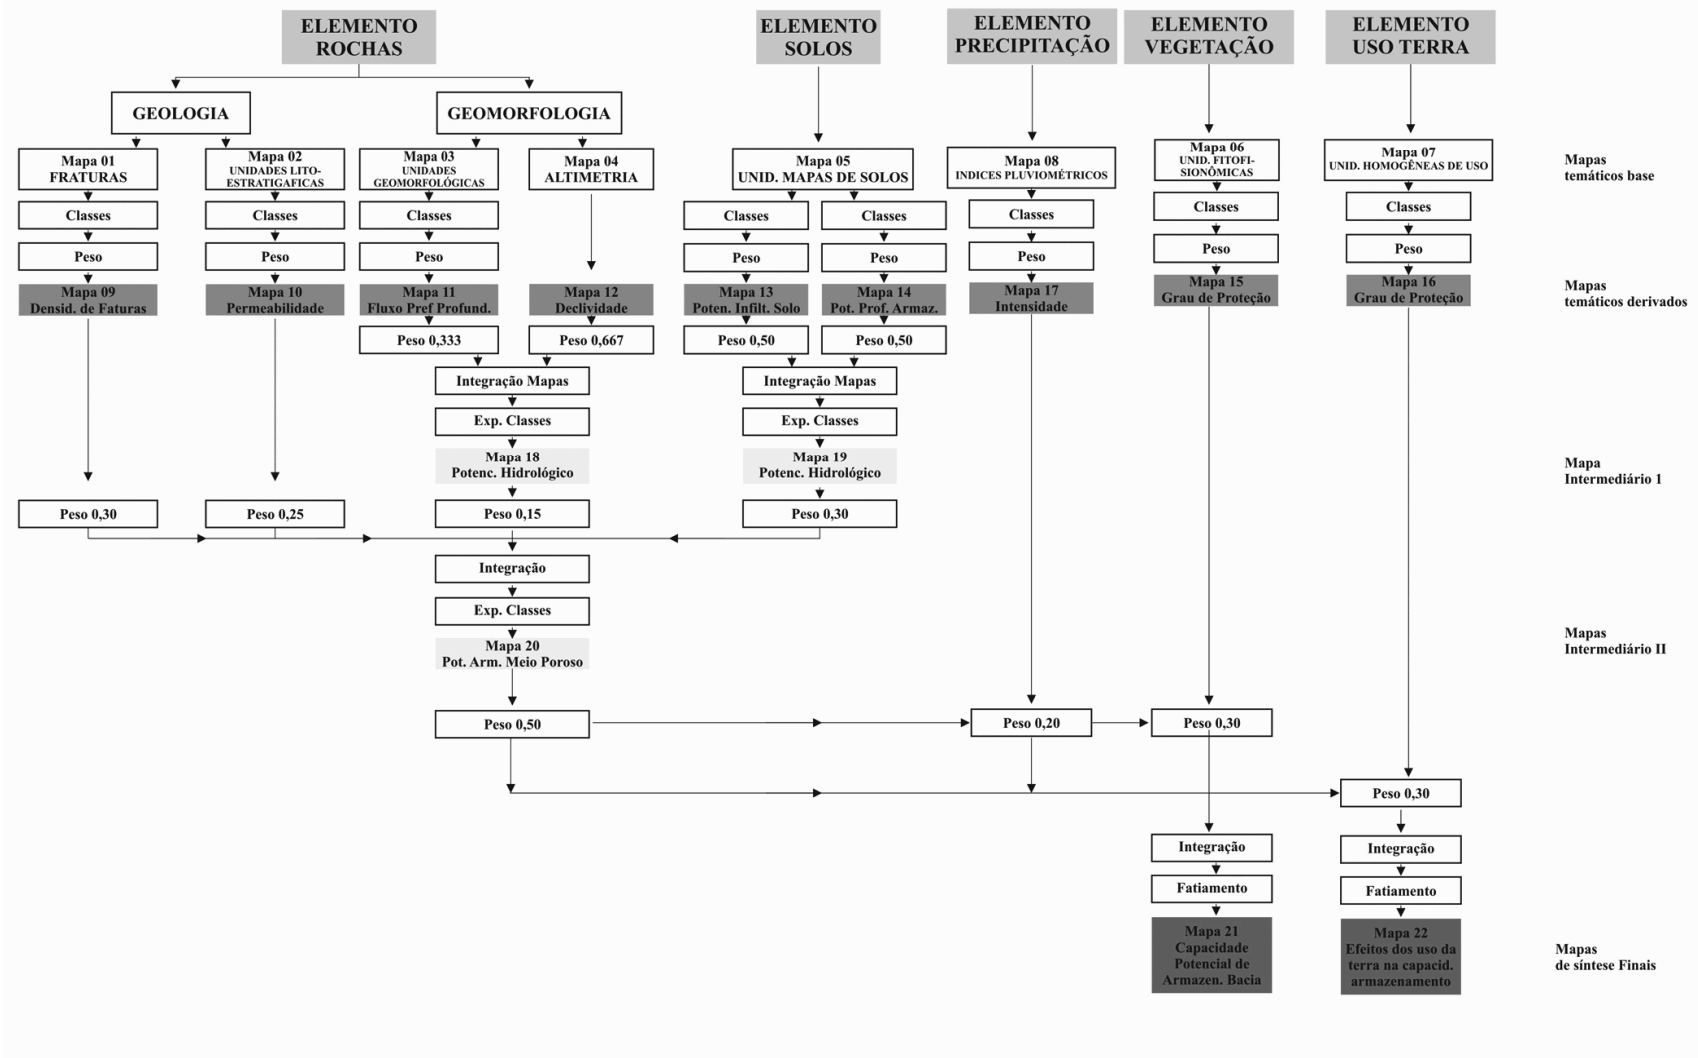 ELEMENTO
ROCHAS
ELEMENTO
SOLOS
ELEMENTO
PRECIPITAÇÃO
ELEMENTO
VEGETAÇÃO
ELEMENTO
USO TERRA
GEOLOGIA
GEOMORFOLOGIA
Mapa 01
FRATURAS
Mapa 02
UNIDADES LITO-
ESTRATIGAFICAS
Mapa 03
UNIDADES
GEOMORFOLÓGICAS
Mapa 04
ALTIMETRIA
Mapa 05
UNID. MAPAS DE SOLOS
Mapa 08
INDICES PLUVIOMÉTRICOS
Mapa 06
UNID. FITOFI-
SIONÔMICAS
Mapa 07
UNID. HOMOGÊNEAS DE USO
Mapas
temáticos base
Classes
Classes
Classes
Classes
Classes
Classes
Classes
Classes
Peso
Peso
Peso
Peso
Peso
Peso
Peso
Peso
Mapa 09
Densid. de Faturas
Mapa 10
Permeabilidade
Mapa 11
Fluxo Pref Profund.
Mapa 12
Declividade
Mapa 13
Poten. Infilt. Solo
Mapa 14
Pot. Prof. Armaz.
Mapa 17
Intensidade
Mapa 15
Grau de Proteção
Mapa 16
Grau de Proteção
Mapas
temáticos derivados
Peso 0,333
Peso 0,667
Peso 0,50
Peso 0,50
Integração Mapas
Integração Mapas
Exp. Classes
Exp. Classes
Mapa 18
Potenc. Hidrológico
Mapa 19
Potenc. Hidrológico
Mapa
Intermediário 1
Peso 0,30
Peso 0,25
Peso 0,15
Peso 0,30
Integração
Exp. Classes
Mapa 20
Pot. Arm. Meio Poroso
Mapas
Intermediário II
Peso 0,50
Peso 0,20
Peso 0,30
Peso 0,30
Integração
Integração
Fatiamento
Fatiamento
Mapa 21
Capacidade
Potencial de
Armazen. Bacia
Mapa 22
Efeitos dos uso da
terra na capacid.
armazenamento
Mapas
de síntese Finais